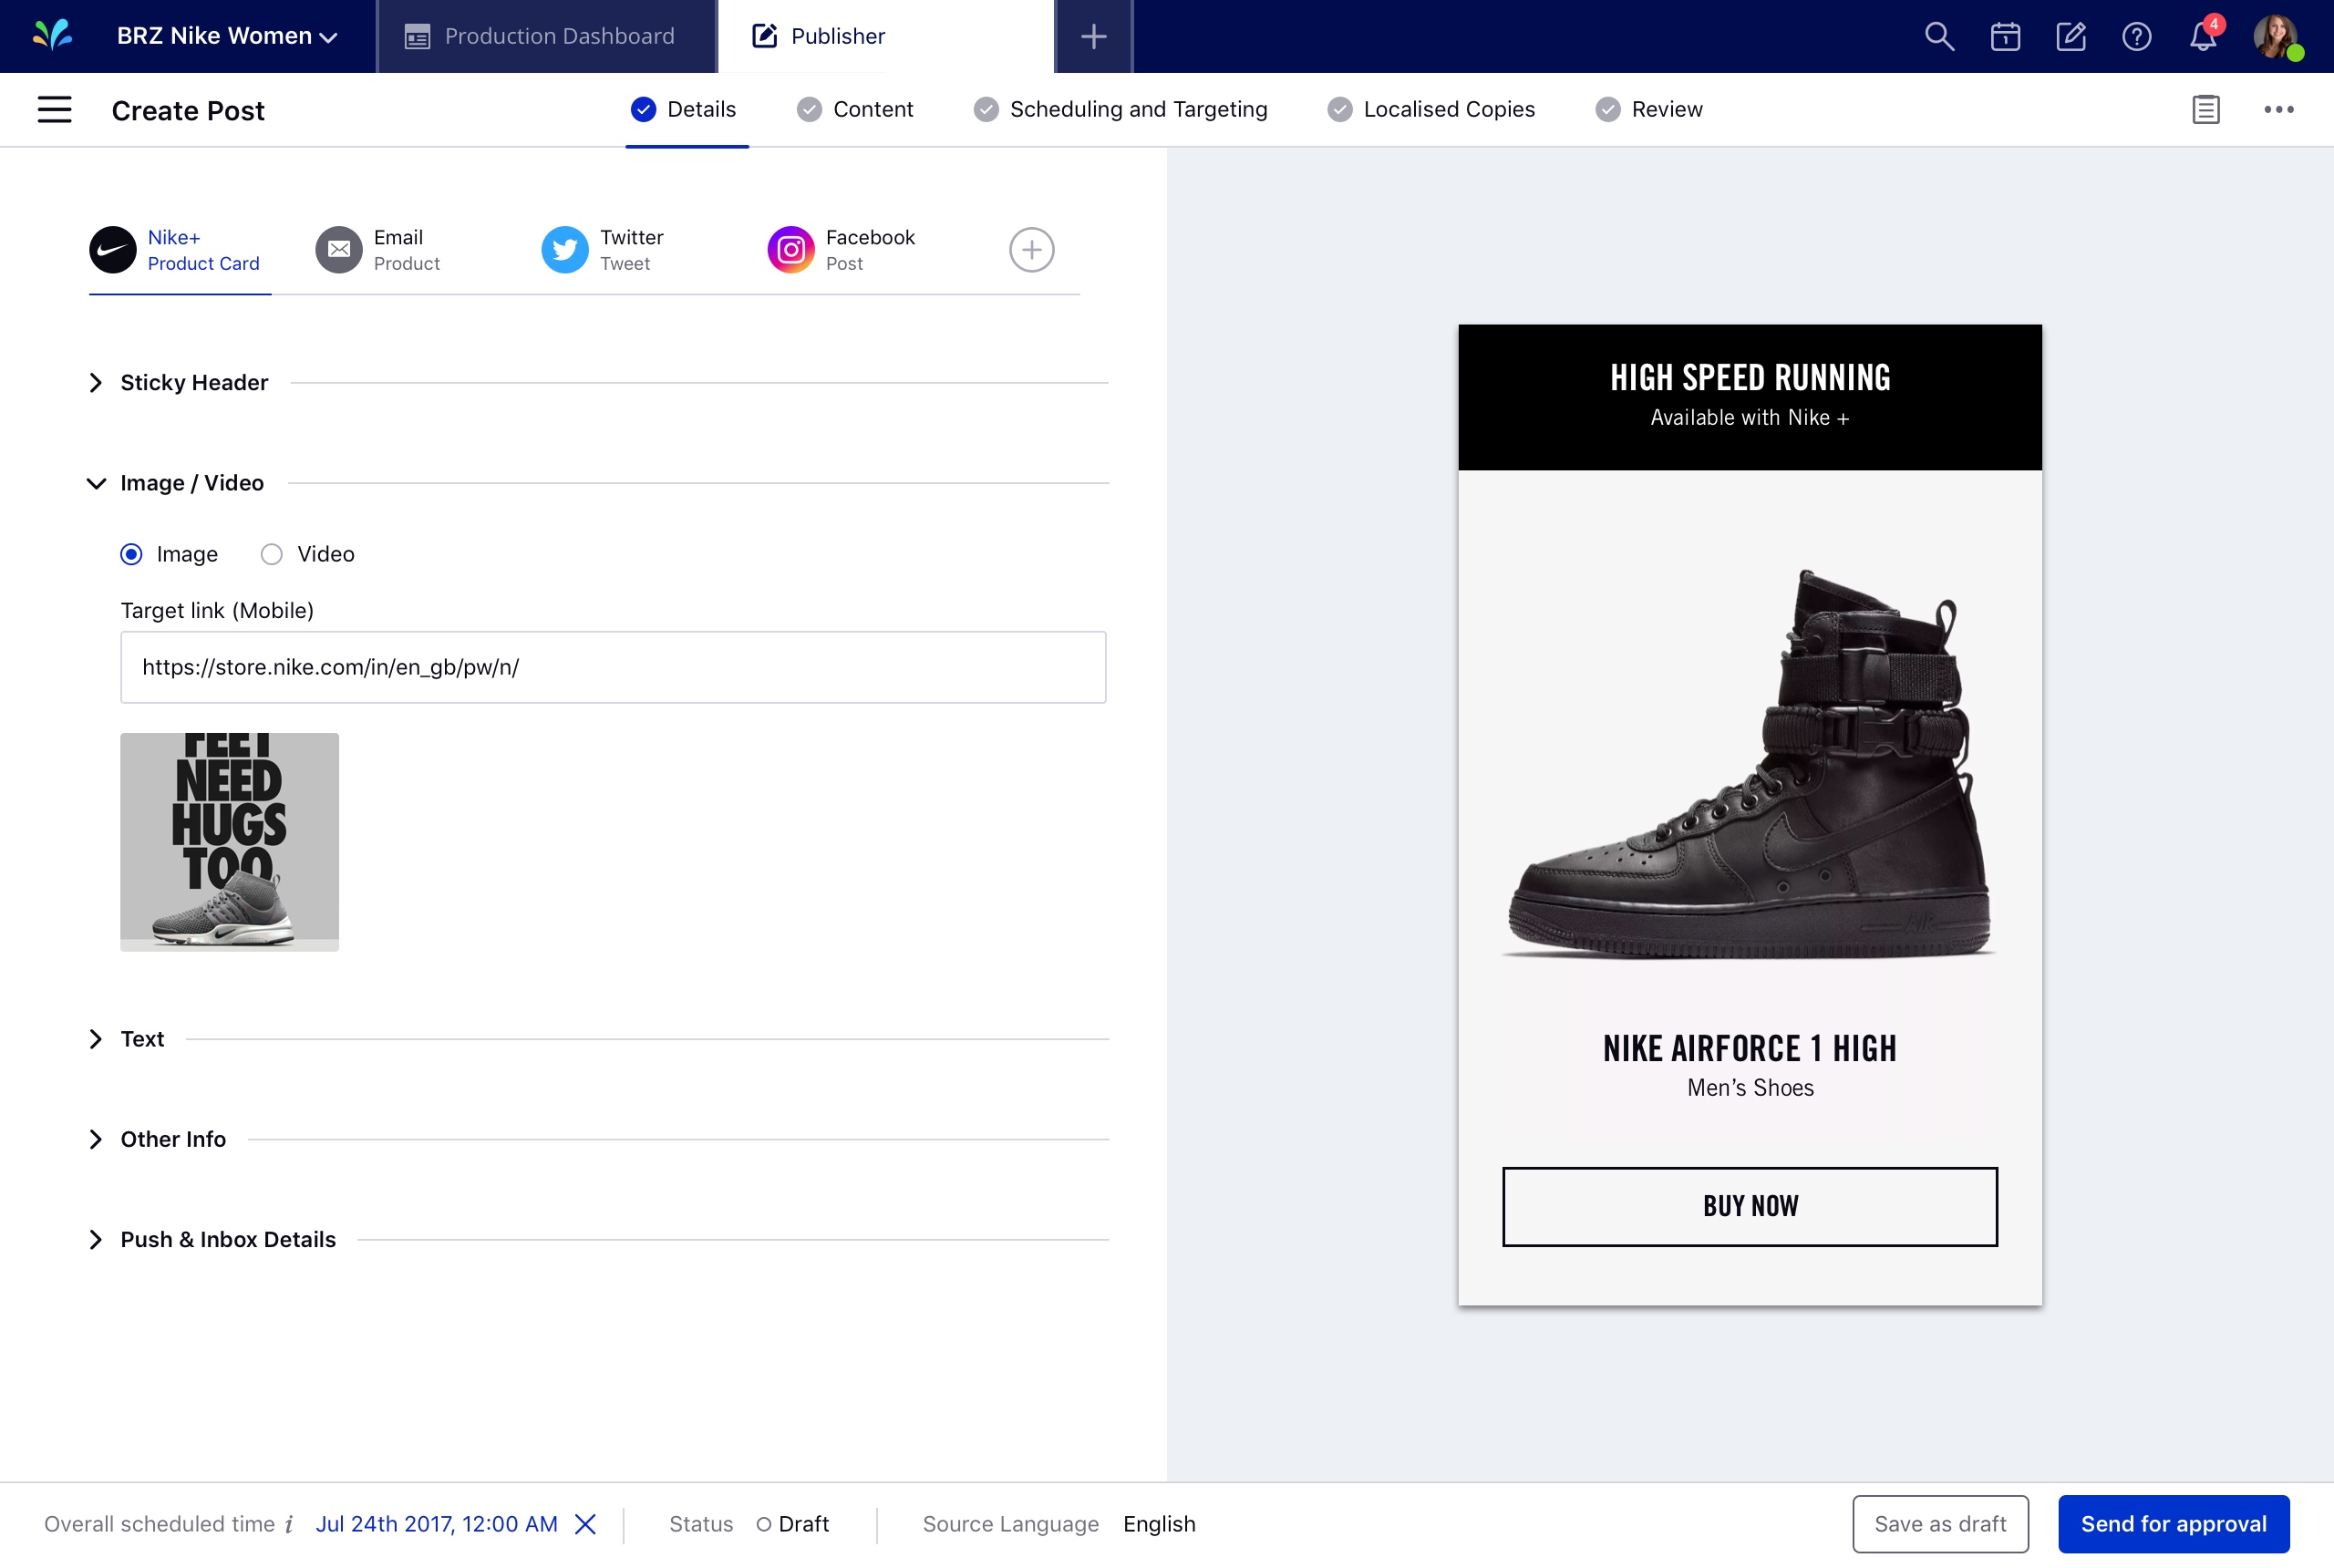 BRZ Nike Women
Production Dashboard
Publisher
1
4
Create Post
Details
Content
Scheduling and Targeting
Localised Copies
Review
Nike+
Product Card
Email
Product
Twitter
Tweet
Facebook
Post
Sticky Header
Image / Video
Image
Video
Target link (Mobile)
https://store.nike.com/in/en_gb/pw/n/
FEET
NEED
HUGS
TOO
Text
Other Info
Push & Inbox Details
HIGH SPEED RUNNING
Available with Nike +
AIR
NIKE AIRFORCE 1 HIGH
Men’s Shoes
BUY NOW
Overall scheduled time i
Jul 24th 2017, 12:00 AM
Status
Draft
Source Language
English
Save as draft
Send for approval